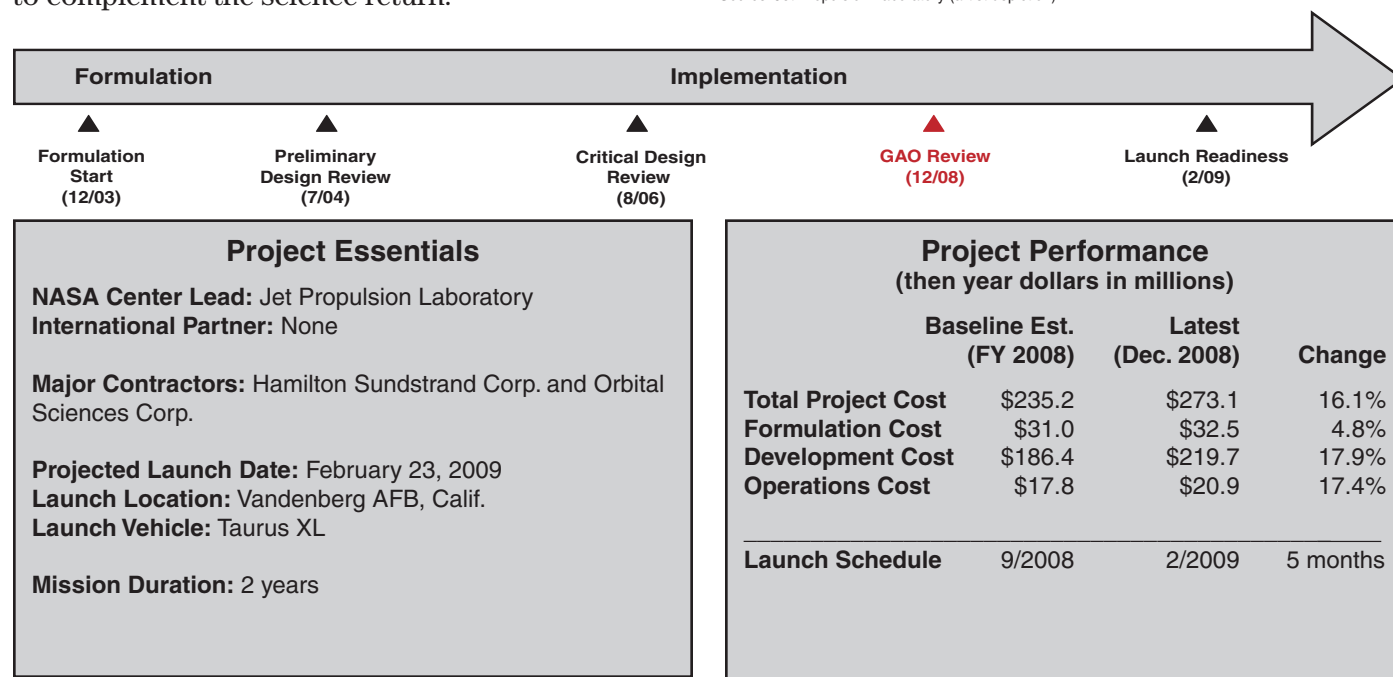 to complement the science return.
Formulation Implementation
Formulation
Start
(12/03)
Preliminary
Design Review
(7/04)
Critical Design
Review
(8/06)
GAO Review
(12/08)
Launch Readiness
(2/09)
Project Essentials
NASA Center Lead: Jet Propulsion Laboratory
International Partner: None
Major Contractors: Hamilton Sundstrand Corp. and Orbital
Sciences Corp.
Projected Launch Date: February 23, 2009
Launch Location: Vandenberg AFB, Calif.
Launch Vehicle: Taurus XL
Mission Duration: 2 years
Project Performance
(then year dollars in millions)
Baseline Est. Latest
(FY 2008) (Dec. 2008) Change
Total Project Cost $235.2 $273.1 16.1%
Formulation Cost $31.0 $32.5 4.8%
Development Cost $186.4 $219.7 17.9%
Operations Cost $17.8 $20.9 17.4%
Launch Schedule 9/2008 2/2009 5 months